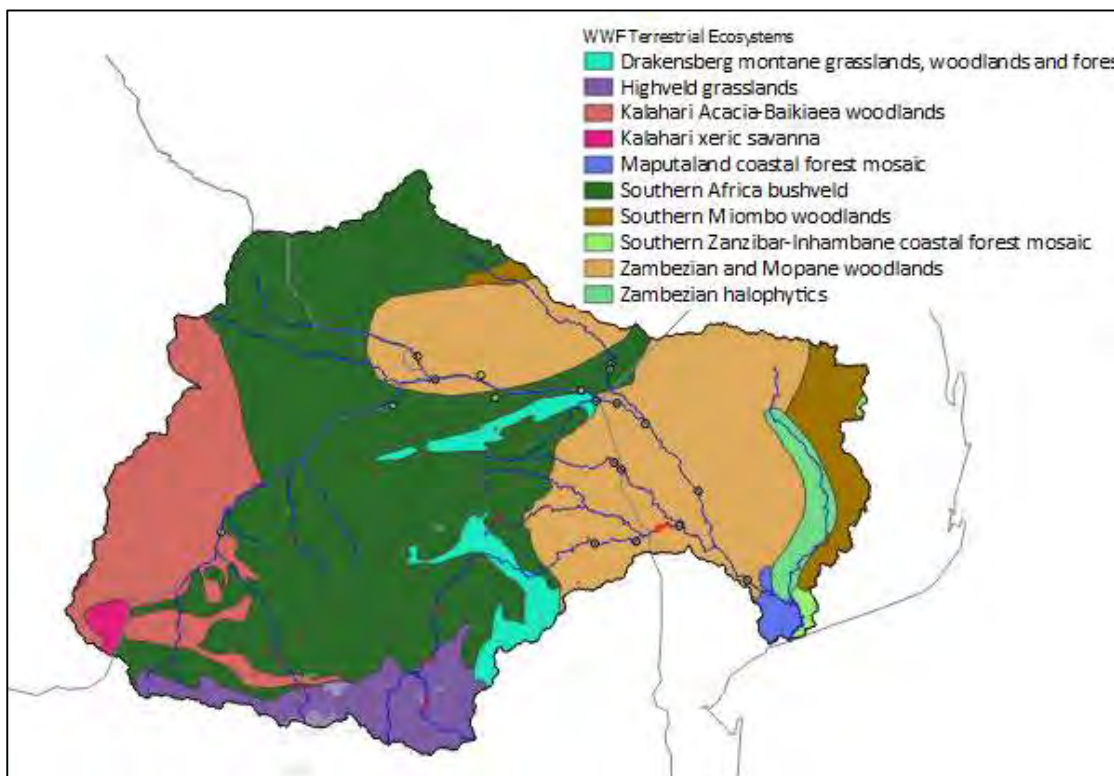 WWF Terrestrial Ecosystems
Drakensberg montane grasslands, woodlands and fores
Highveld grasslands
Kalahari Acacia-Baikiaea woodlands
Kalahari xeric savanna
Maputaland coastal forest mosaic
Southern Africa bushveld
Southern Miombo woodlands
Southern Zanzibar-Inhambane coastal forest mosaic
Zambezian and Mopane woodlands
Zambezian halophytics